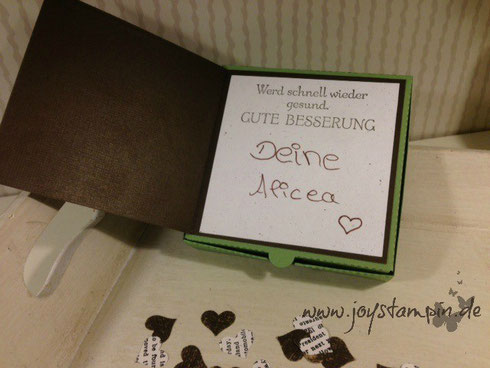 Werd schnell wieder
gesund.
GUTE BESSERUNG
Deine
Alicea
www.joystampin.de